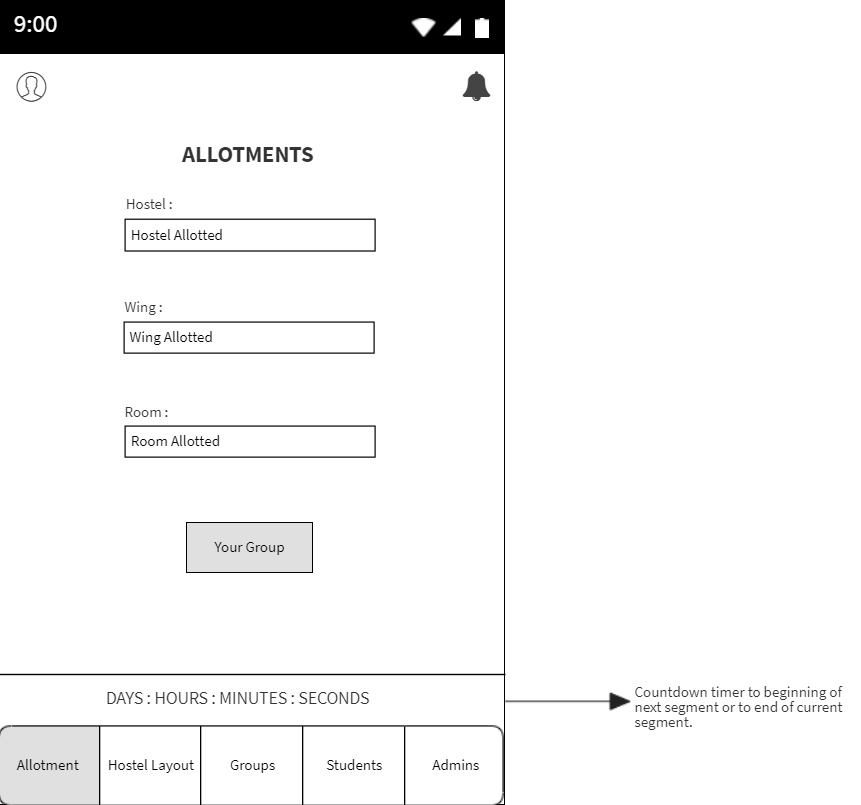 9:00
ALLOTMENTS
Hostel :
Hostel Allotted
Wing :
Wing Allotted
Room :
Room Allotted
Your Group
DAYS : HOURS : MINUTES : SECONDS
Countdown timer to beginning of
next segment or to end of current
segment.
Allotment
Hostel Layout
Groups
Students
Admins